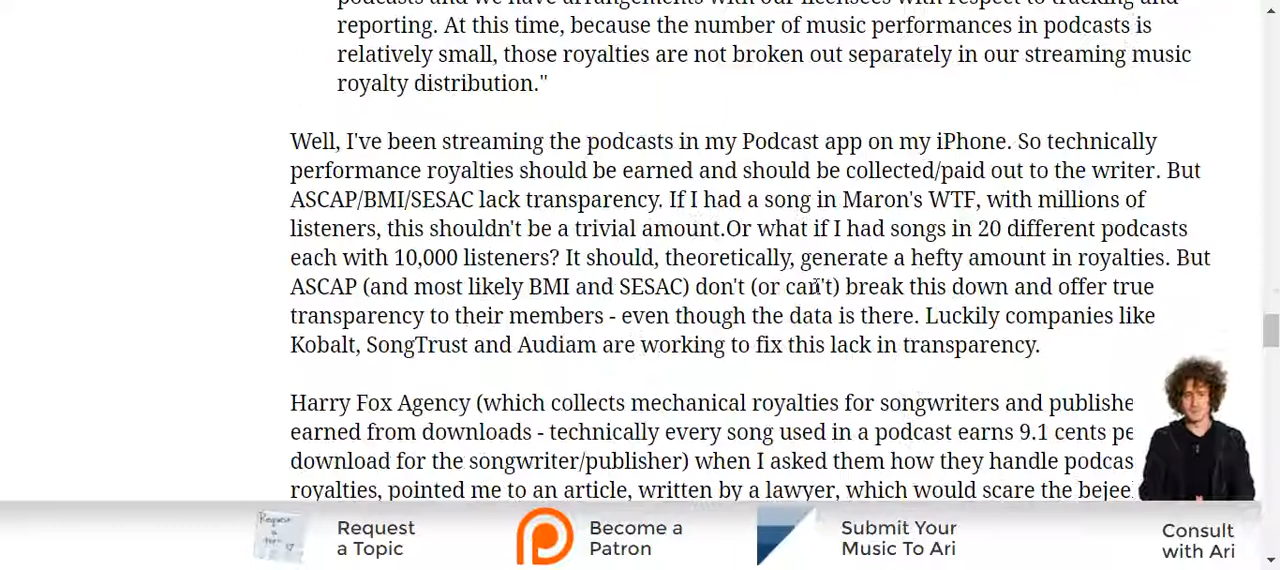 reporting. At this time, because the number of music performances in podcasts is
relatively small, those royalties are not broken out separately in our streaming music
royalty distribution."
Well, I've been streaming the podcasts in my Podcast app on my iPhone. So technically
performance royalties should be earned and should be collected/paid out to the writer. But
ASCAP/BMI/SESAC lack transparency. If I had a song in Maron's WTF, with millions of
listeners, this shouldn't be a trivial amount.Or what if I had songs in 20 different podcasts
each with 10,000 listeners? It should, theoretically, generate a hefty amount in royalties. But
ASCAP (and most likely BMI and SESAC) don't (or can't) break this down and offer true
transparency to their members - even though the data is there. Luckily companies like
Kobalt, SongTrust and Audiam are working to fix this lack in transparency.
Harry Fox Agency (which collects mechanical royalties for songwriters and publishe
earned from downloads - technically every song used in a podcast earns 9.1 cents pe
download for the songwriter/publisher) when I asked them how they handle podcas
royalties, pointed me to an article, written by a lawyer, which would scare the bejee
Request
a Topic
Become a
Patron
Submit Your
Music To Ari
Consult
with Ari